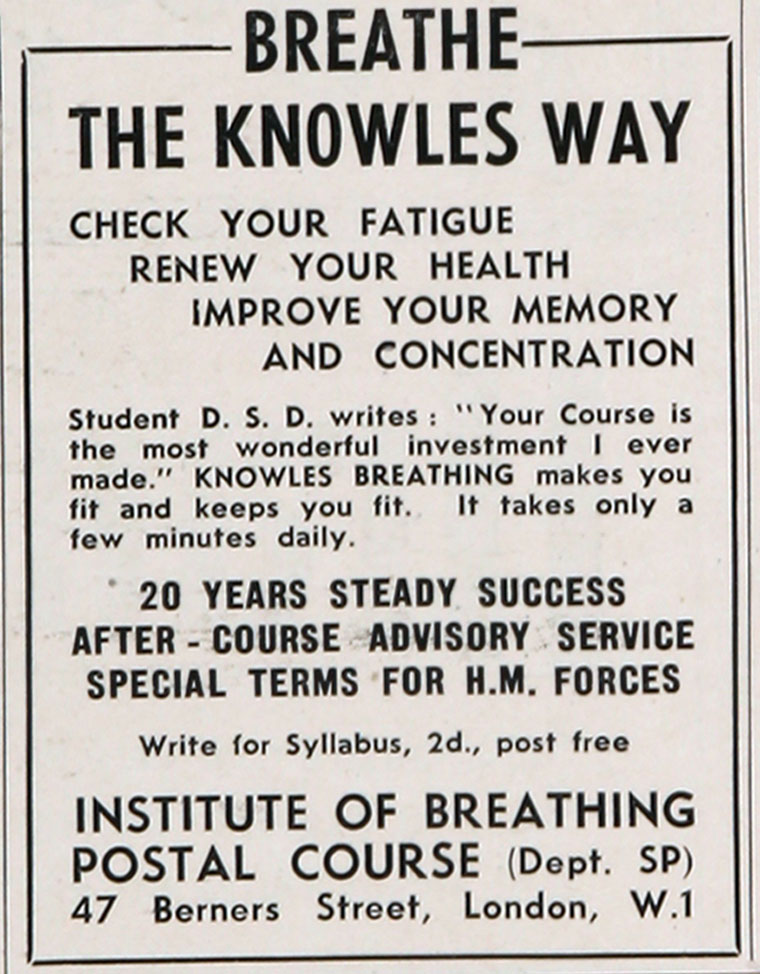 BREATHE
THE KNOWLES WAY
CHECK YOUR FATIGUE
RENEW YOUR HEALTH
IMPROVE YOUR MEMORY
AND CONCENTRATION
Student D. S. D. writes : "Your Course is
the most wonderful investment I ever
made." KNOWLES BREATHING makes you
fit and keeps you fit. It takes only a
few minutes daily.
20 YEARS STEADY SUCCESS
AFTER - COURSE ADVISORY SERVICE
SPECIAL TERMS FOR H.M. FORCES
Write for Syllabus, 2d., post free
INSTITUTE OF BREATHING
POSTAL COURSE (Dept. SP)
47 Berners Street, London, W.1